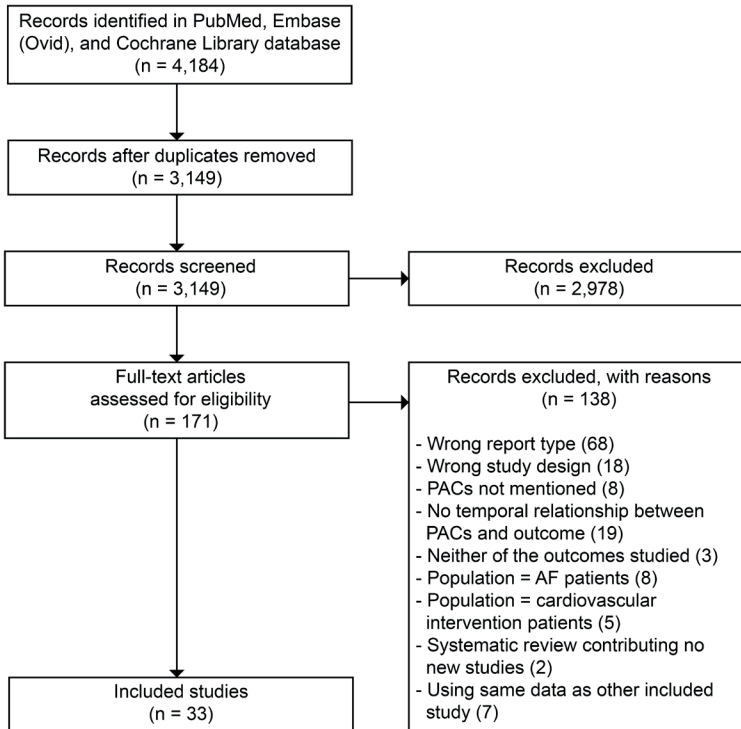 Records identified in PubMed, Embase
(Ovid), and Cochrane Library database
(n = 4,184)
Records after duplicates removed
(n = 3,149)
Records screened
(n = 3,149)
Records excluded
(n = 2,978)
Full-text articles
assessed for eligibility
(n = 171)
Records excluded, with reasons
(n = 138)
- Wrong report type (68)
- Wrong study design (18)
- PACs not mentioned (8)
- No temporal relationship between
PACs and outcome (19)
- Neither of the outcomes studied (3)
- Population = AF patients (8)
- Population = cardiovascular
intervention patients (5)
- Systematic review contributing no
new studies (2)
- Using same data as other included
study (7)
Included studies
(n = 33)